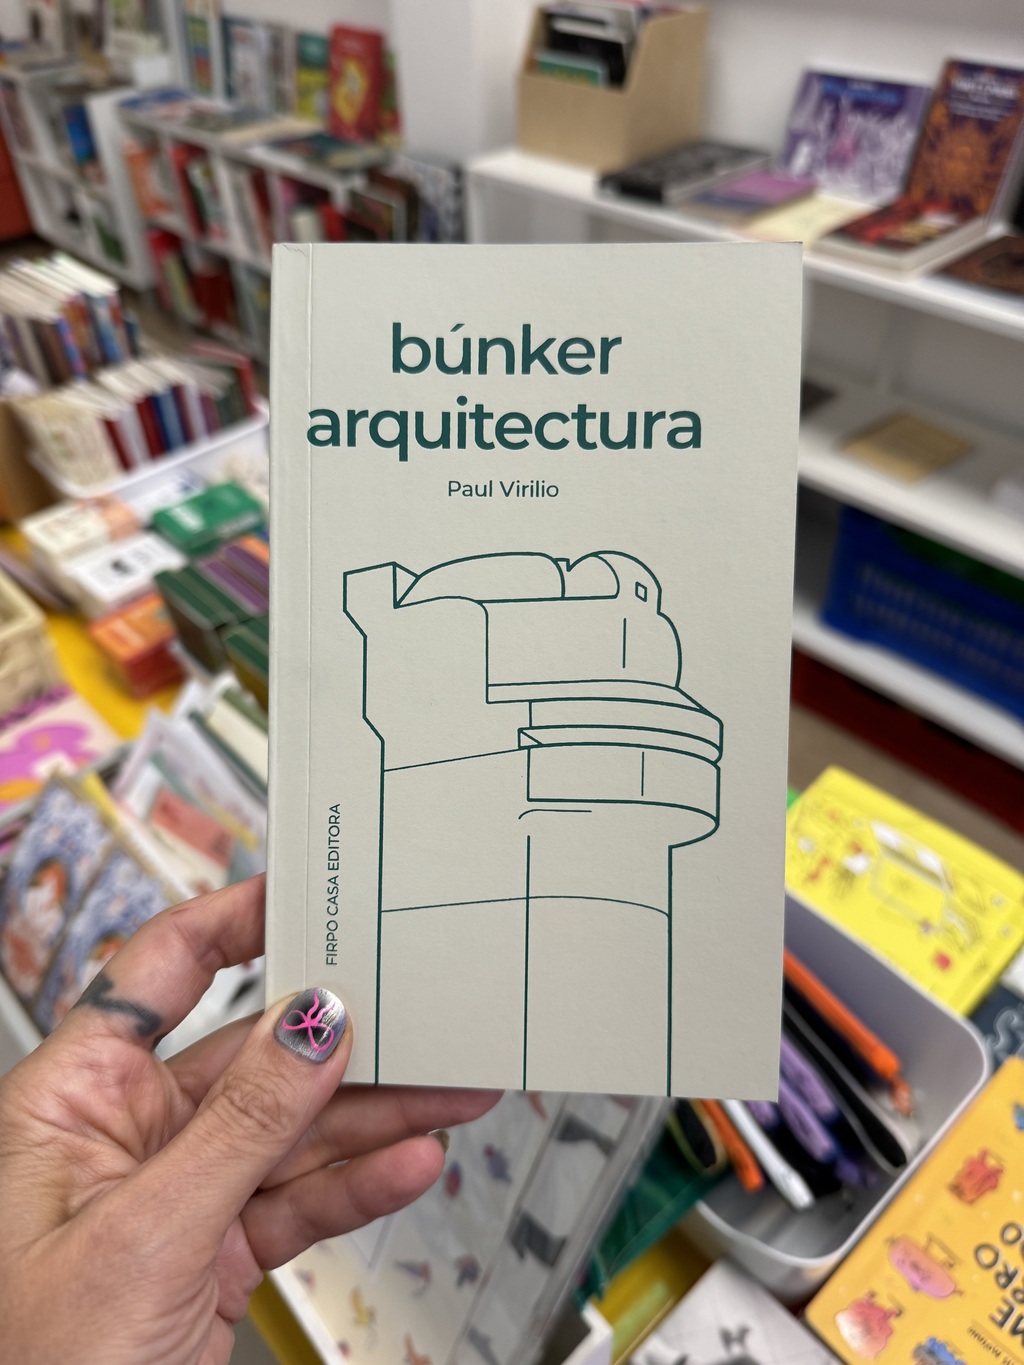 búnker
arquitectura
Paul Virilio
FIRPO CASA EDITORA